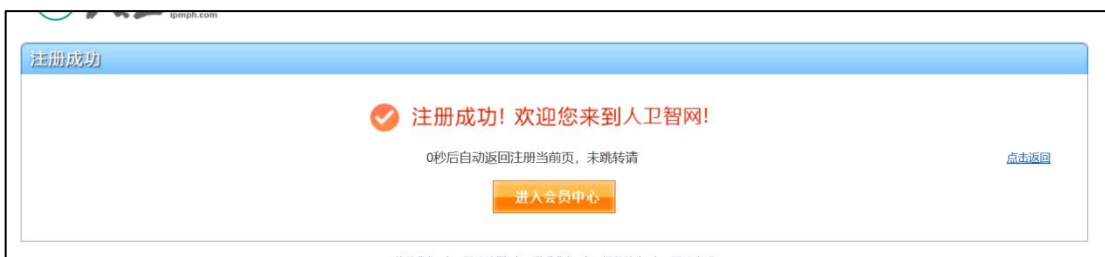 ipmph.com
注册成功
注册成功! 欢迎您来到人卫智网!
0秒后自动返回注册当前页，未跳转请 点击返回
进入会员中心